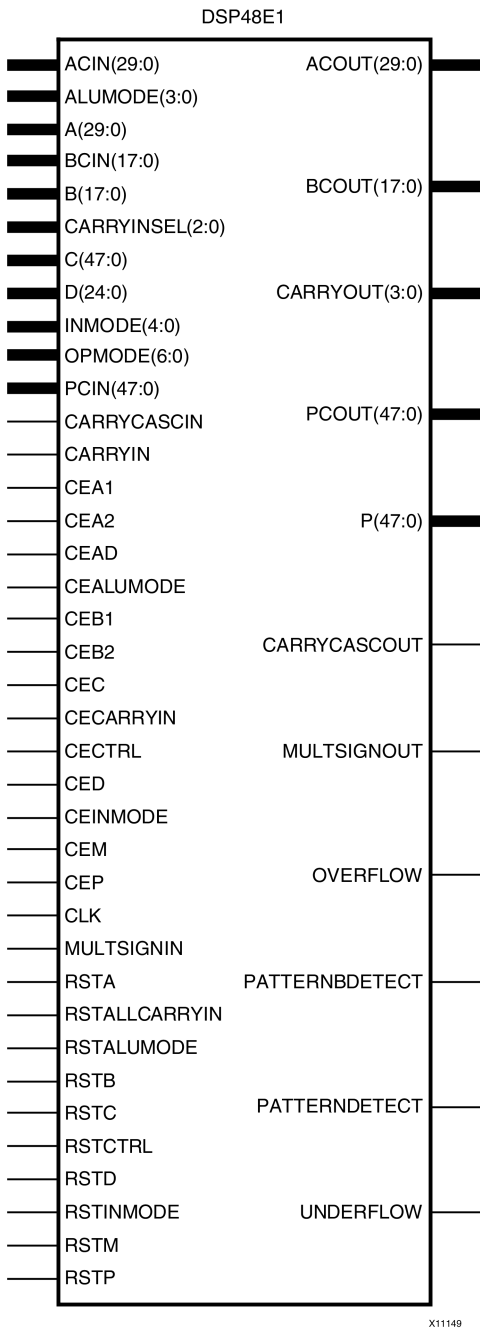 DSP48E1
ACIN(29:0)
ALUMODE(3:0)
A(29:0)
BCIN(17:0)
B(17:0)
CARRYINSEL(2:0)
C(47:0)
D(24:0)
INMODE(4:0)
OPMODE(6:0)
PCIN(47:0)
CARRYCASCIN
CARRYIN
CEA1
CEA2
CEAD
CEALUMODE
CEB1
CEB2
CEC
CECARRYIN
CECTRL
CED
CEINMODE
CEM
CEP
CLK
MULTSIGNIN
RSTA
RSTALLCARRYIN
RSTALUMODE
RSTB
RSTC
RSTCTRL
RSTD
RSTINMODE
RSTM
RSTP
ACOUT(29:0)
BCOUT(17:0)
CARRYOUT(3:0)
PCOUT(47:0)
P(47:0)
CARRYCASCOUT
MULTSIGNOUT
OVERFLOW
PATTERNBDETECT
PATTERNDETECT
UNDERFLOW
X11149